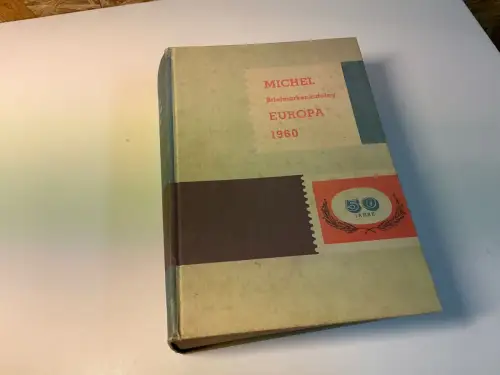 MICHEL
Briefmarkenkatalog
EUROPA
1960
50
JAHRE